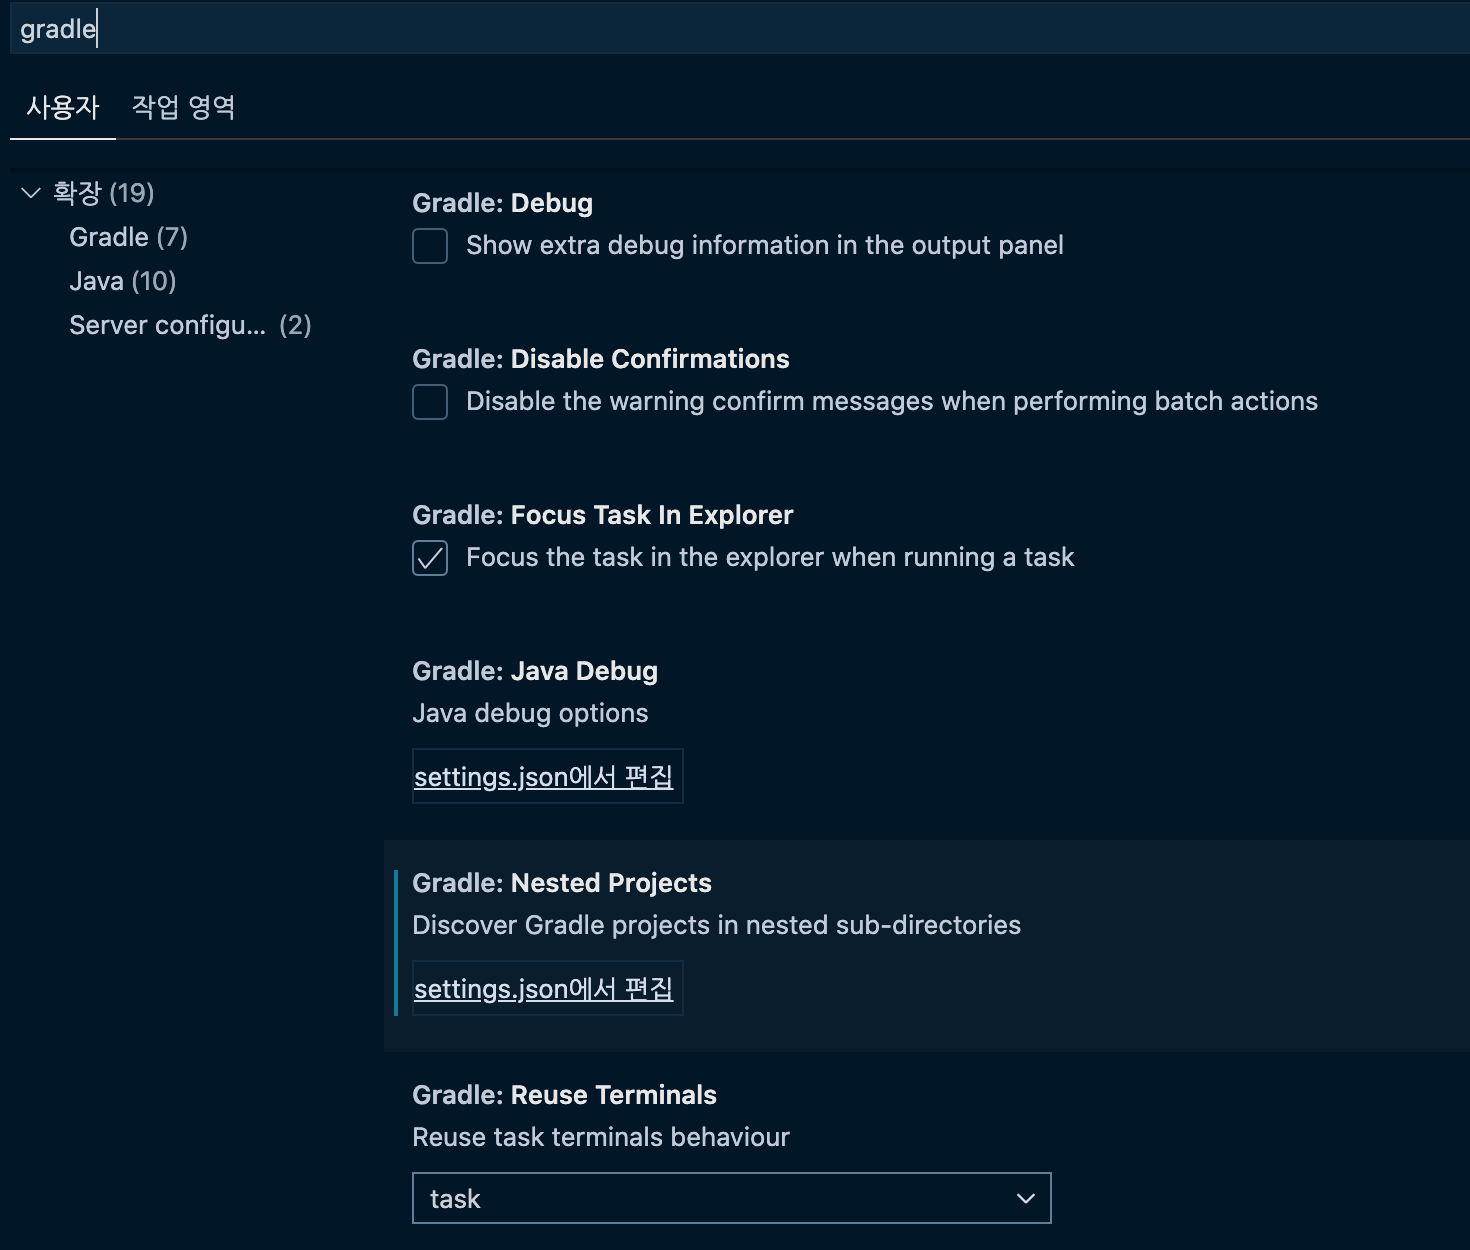 gradle
사용자 작업 영역
확장 (19)
Gradle (7)
Java (10)
Server configu... (2)
Gradle: Debug
Show extra debug information in the output panel
Gradle: Disable Confirmations
Disable the warning confirm messages when performing batch actions
Gradle: Focus Task In Explorer
Focus the task in the explorer when running a task
Gradle: Java Debug
Java debug options
settings.json에서 편집
Gradle: Nested Projects
Discover Gradle projects in nested sub-directories
settings.json에서 편집
Gradle: Reuse Terminals
Reuse task terminals behaviour
task